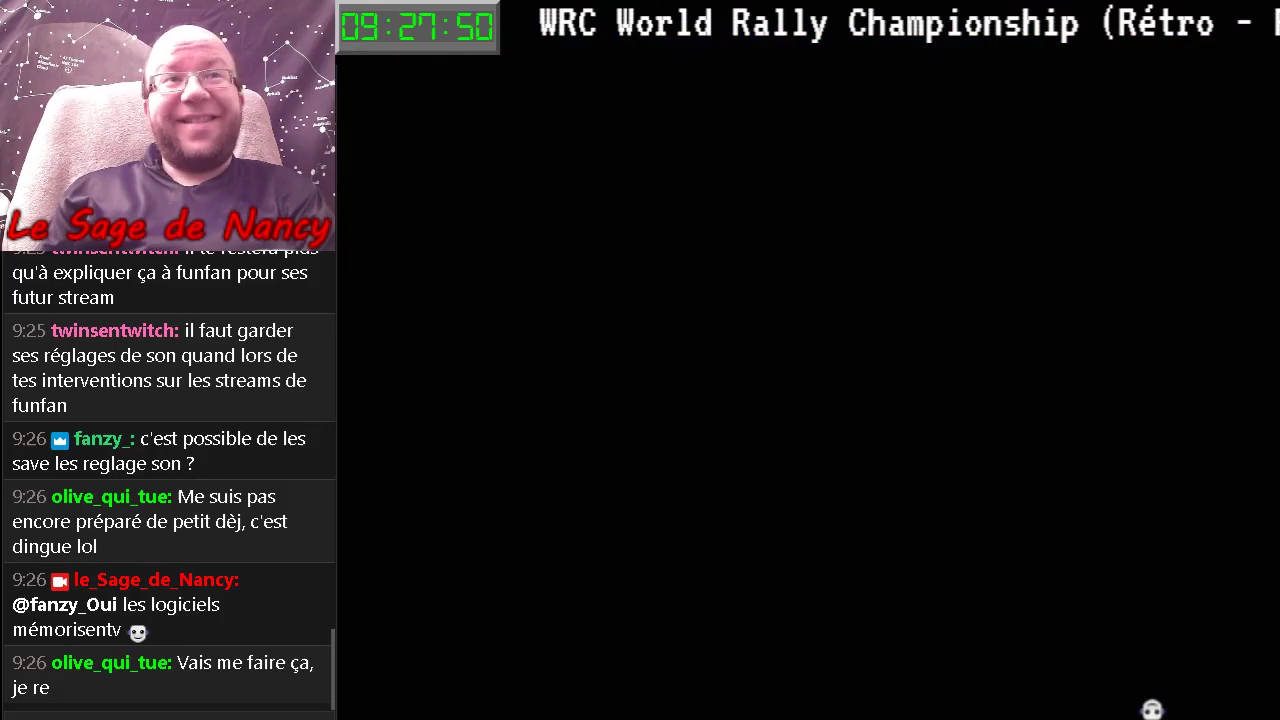 09:27:50
WRC World Rally Championship (Rétro -
Le Sage de Nancy
qu'à expliquer ça à funfan pour ses
futur stream
9:25 twinsentwitch: il faut garder
ses réglages de son quand lors de
tes interventions sur les streams de
funfan
9:26 fanzy_: c'est possible de les
save les reglage son ?
9:26 olive_qui_tue: Me suis pas
encore préparé de petit dèj, c'est
dingue lol
9:26 le_Sage_de_Nancy:
@fanzy_Oui les logiciels
mémorisentv
9:26 olive_qui_tue: Vais me faire ça,
je re